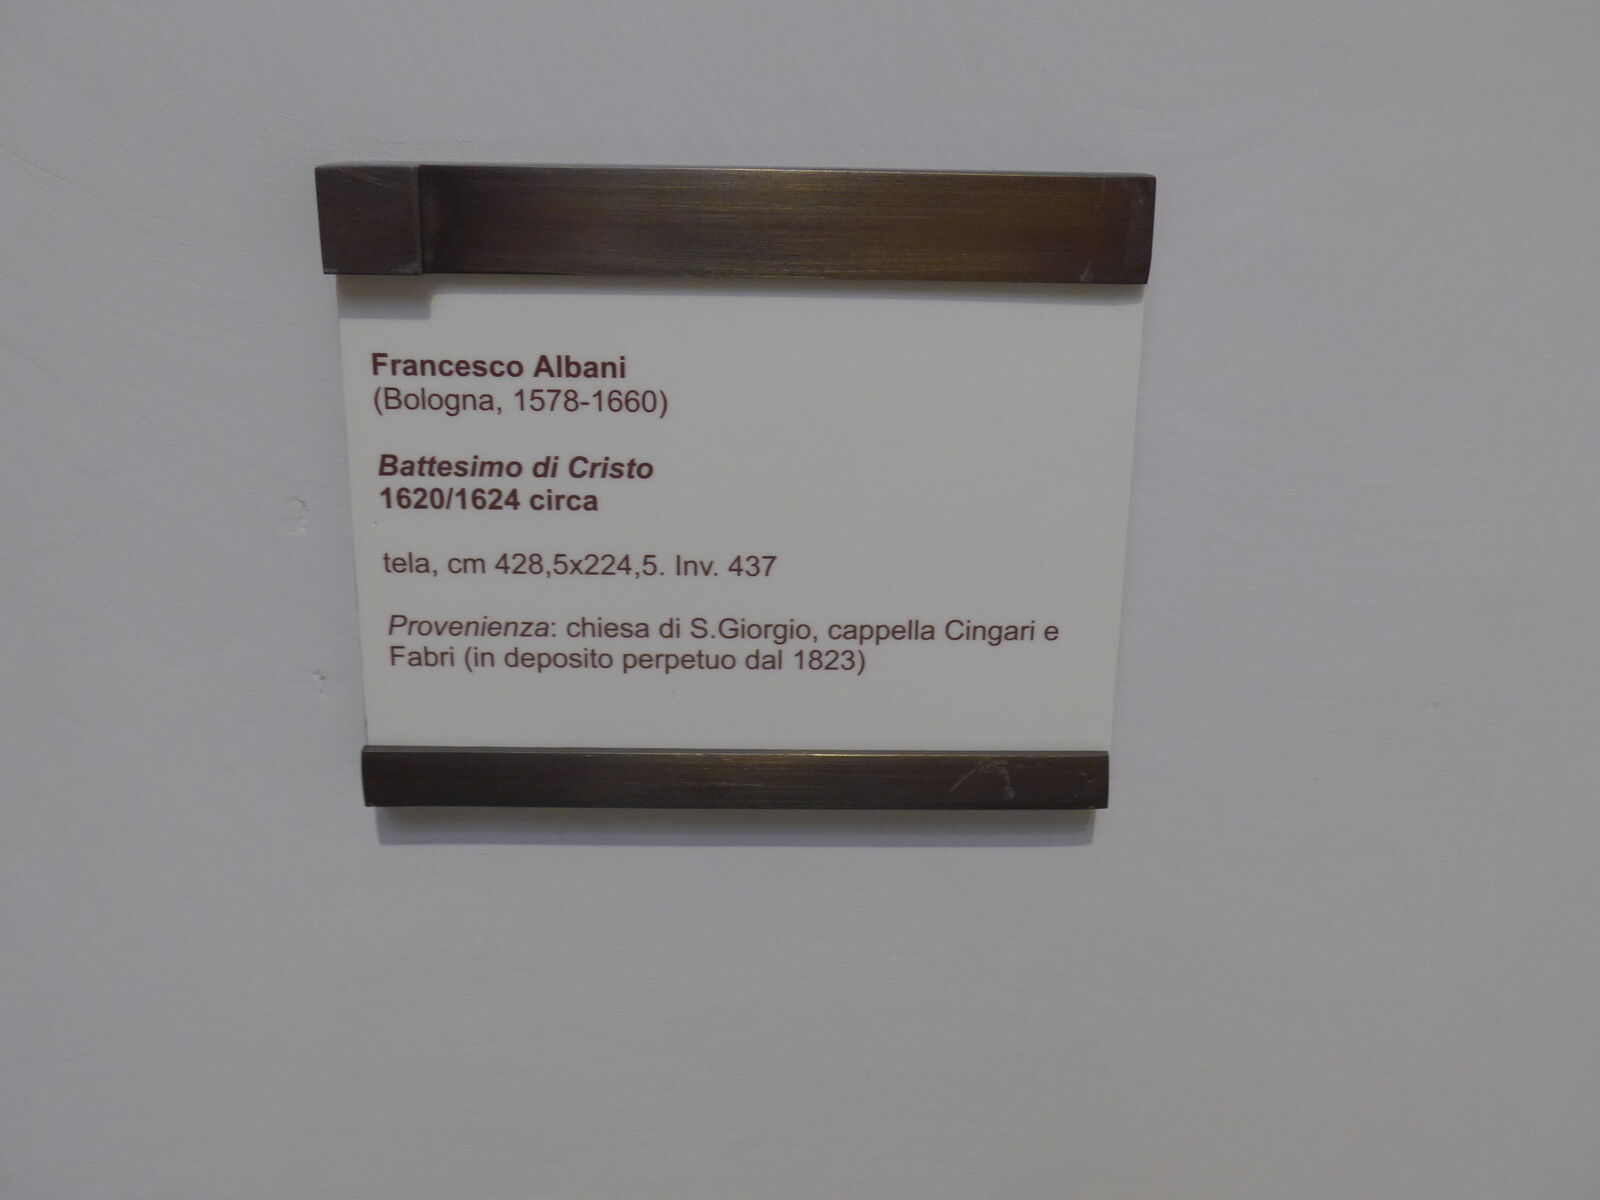 Francesco Albani
(Bologna, 1578-1660)
Battesimo di Cristo
1620/1624 circa
tela, cm 428,5x224,5. Inv. 437
Provenienza: chiesa di S.Giorgio, cappella Cingari e
Fabri (in deposito perpetuo dal 1823)